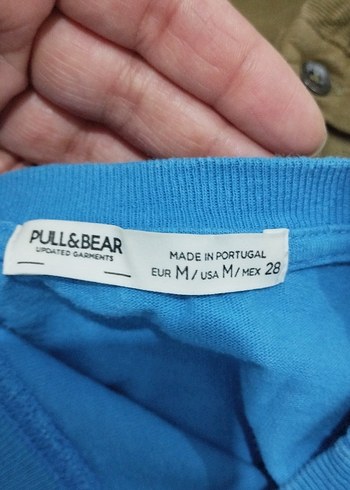 PULL&BEAR
UPDATED GARMENTS
MADE IN PORTUGAL
EUR M / USA M / MEX 28